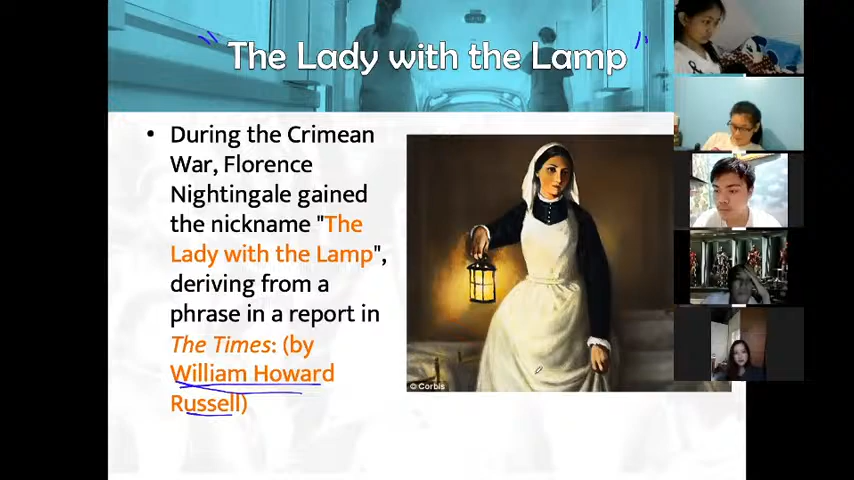 "The Lady with the Lamp"
• During the Crimean
War, Florence
Nightingale gained
the nickname "The
Lady with the Lamp",
deriving from a
phrase in a report in
The Times: (by
William Howard
Russell)
© Corbis